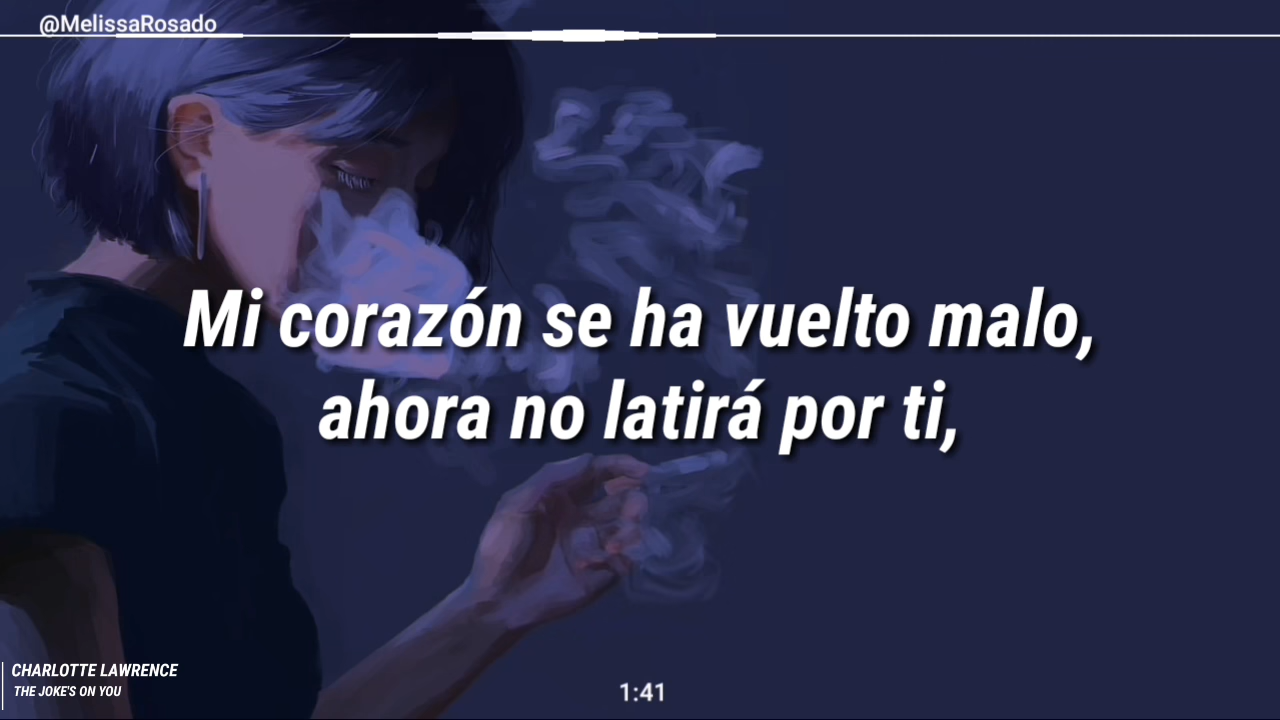 @MelissaRosado
Mi corazón se ha vuelto malo,
ahora no latirá por ti,
CHARLOTTE LAWRENCE
THE JOKE'S ON YOU
1:41